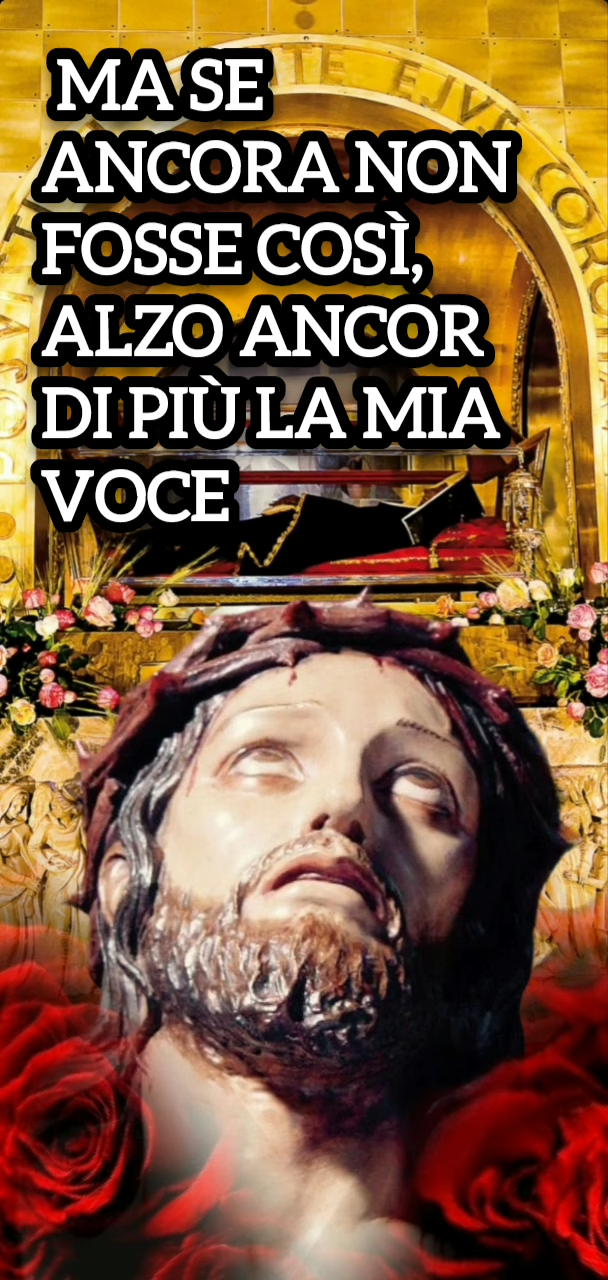 MA SE
ANCORA NON
FOSSE COSÌ,
ALZO ANCOR
DI PIÙ LA MIA
VOCE